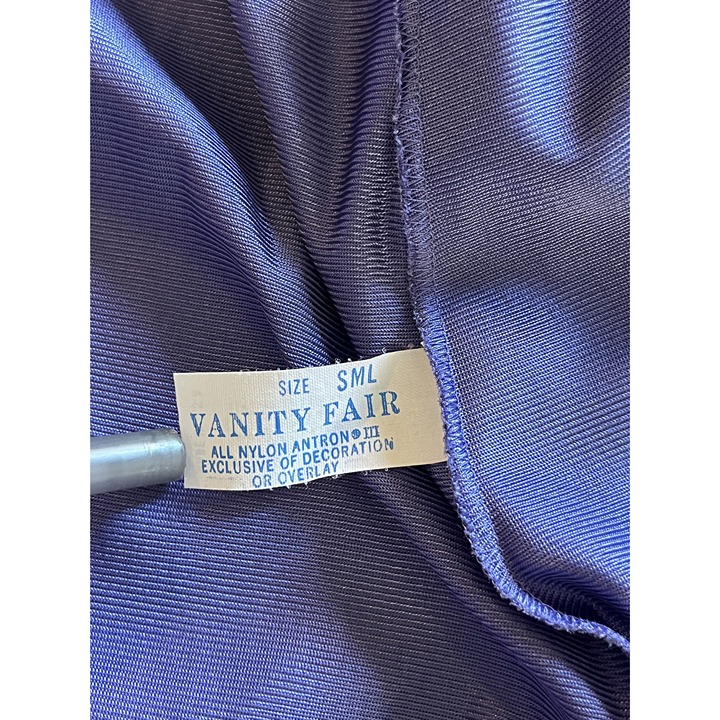 SIZE SML
VANITY FAIR
ALL NYLON ANTRON® III
EXCLUSIVE OF DECORATION
OR OVERLAY